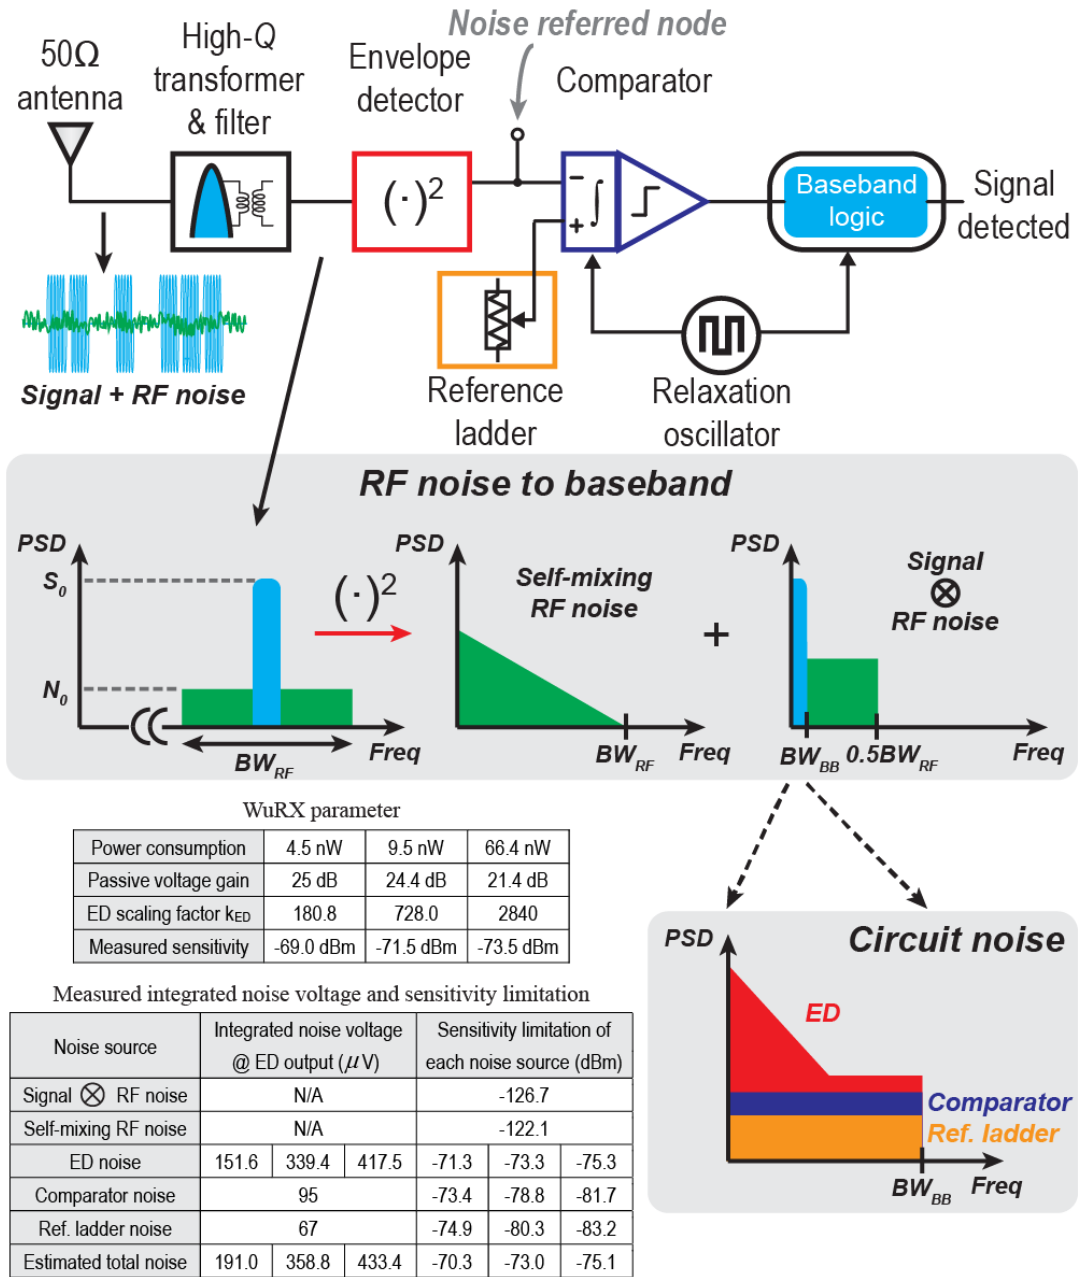 Noise referred node
50Ω
antenna
High-Q
transformer
& filter
Envelope
detector
Comparator
(·)²
−
∫
+
Baseband
logic
Signal
detected
Signal + RF noise
Reference
ladder
Relaxation
oscillator
RF noise to baseband
PSD
S₀
N₀
BW_RF
Freq
(·)²
PSD
Self-mixing
RF noise
BW_RF
Freq
+
PSD
Signal
⊗
RF noise
BW_BB
0.5BW_RF
Freq
WuRX parameter
Power consumption 4.5 nW 9.5 nW 66.4 nW
Passive voltage gain 25 dB 24.4 dB 21.4 dB
ED scaling factor k_ED 180.8 728.0 2840
Measured sensitivity -69.0 dBm -71.5 dBm -73.5 dBm
Measured integrated noise voltage and sensitivity limitation
Noise source
Integrated noise voltage
@ ED output (μV)
Sensitivity limitation of
each noise source (dBm)
Signal ⊗ RF noise N/A -126.7
Self-mixing RF noise N/A -122.1
ED noise 151.6 339.4 417.5 -71.3 -73.3 -75.3
Comparator noise 95 -73.4 -78.8 -81.7
Ref. ladder noise 67 -74.9 -80.3 -83.2
Estimated total noise 191.0 358.8 433.4 -70.3 -73.0 -75.1
Circuit noise
PSD
ED
Comparator
Ref. ladder
BW_BB
Freq